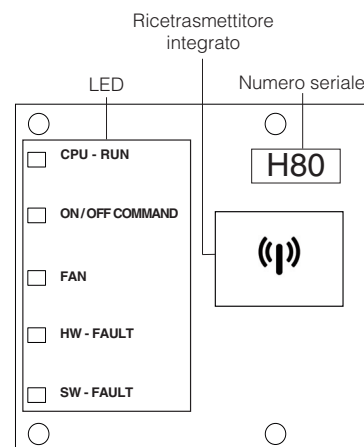 Ricetrasmettitore
integrato
LED
Numero seriale
CPU - RUN
H80
ON / OFF COMMAND
FAN
HW - FAULT
SW - FAULT